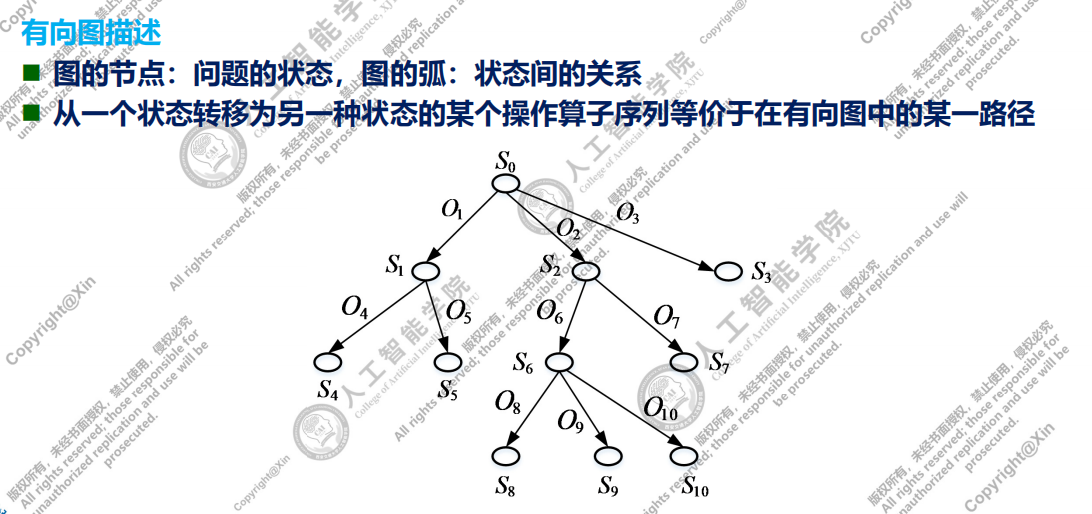 有向图描述
图的节点：问题的状态，图的弧：状态间的关系
从一个状态转移为另一种状态的某个操作算子序列等价于在有向图中的某一路径
S0
O1 O2 O3
S1 S2 S3
O4 O5 O6 O7
S4 S5 S6 S7
O8 O9 O10
S8 S9 S10
人工智能学院
College of Artificial Intelligence, XJTU
版权所有，未经书面授权，禁止使用，侵权必究
All rights reserved; those responsible for unauthorized replication and use will be prosecuted.
Copyright@Xin